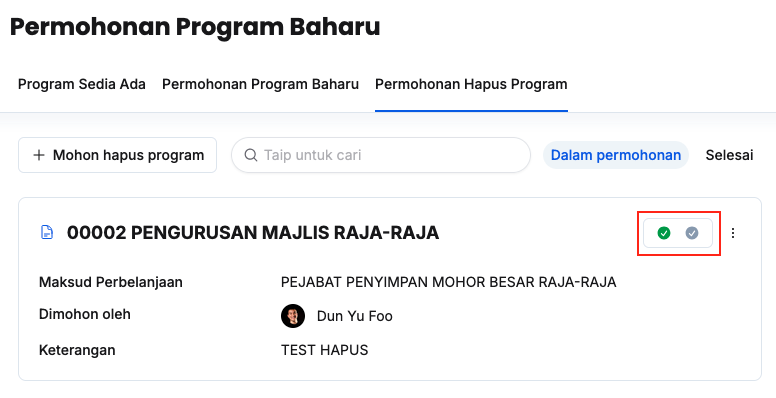 Permohonan Program Baharu
Program Sedia Ada Permohonan Program Baharu Permohonan Hapus Program
+ Mohon hapus program Taip untuk cari Dalam permohonan Selesai
00002 PENGURUSAN MAJLIS RAJA-RAJA
Maksud Perbelanjaan PEJABAT PENYIMPAN MOHOR BESAR RAJA-RAJA
Dimohon oleh Dun Yu Foo
Keterangan TEST HAPUS